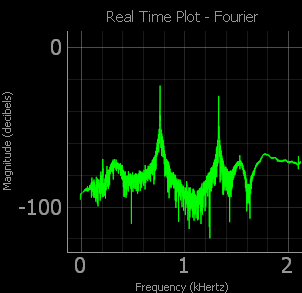 Real Time Plot - Fourier
0
Magnitude (decibels)
-100
0 1 2
Frequency (kHertz)